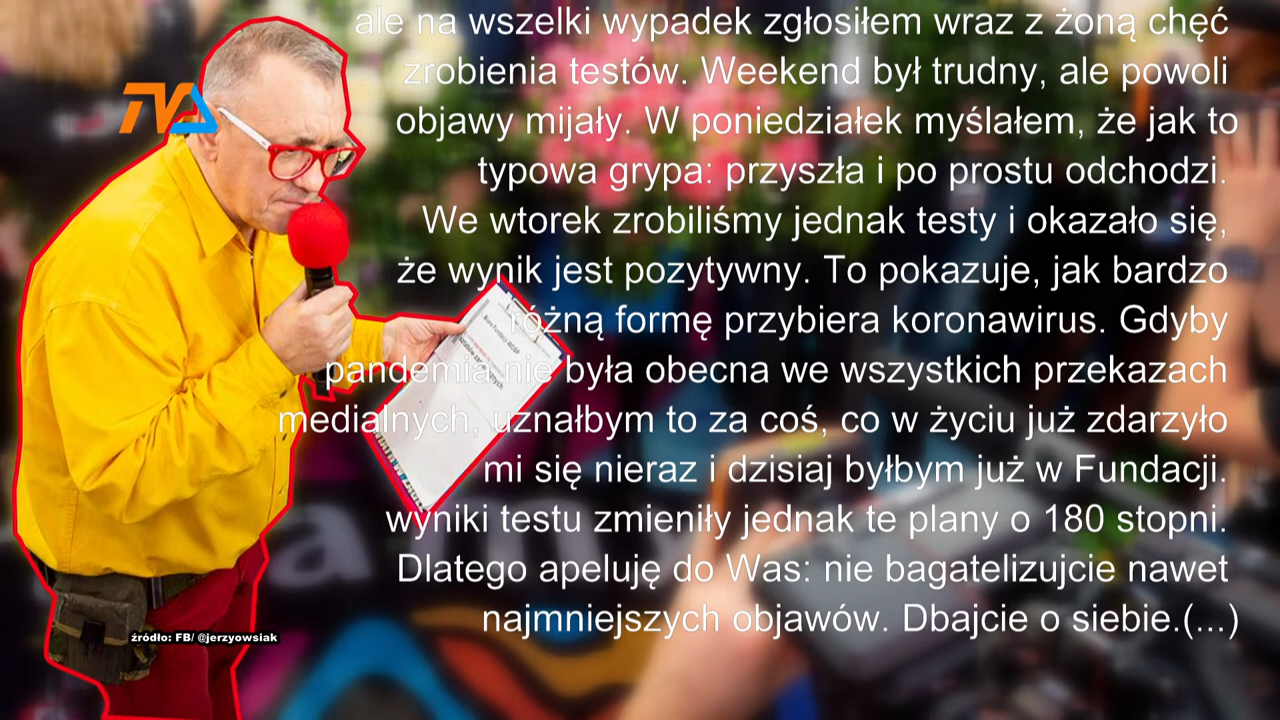 TVA
ale na wszelki wypadek zgłosiłem wraz z żoną chęć
zrobienia testów. Weekend był trudny, ale powoli
objawy mijały. W poniedziałek myślałem, że jak to
typowa grypa: przyszła i po prostu odchodzi.
We wtorek zrobiliśmy jednak testy i okazało się,
że wynik jest pozytywny. To pokazuje, jak bardzo
różną formę przybiera koronawirus. Gdyby
pandemia nie była obecna we wszystkich przekazach
medialnych, uznałbym to za coś, co w życiu już zdarzyło
mi się nieraz i dzisiaj byłbym już w Fundacji.
wyniki testu zmieniły jednak te plany o 180 stopni.
Dlatego apeluję do Was: nie bagatelizujcie nawet
najmniejszych objawów. Dbajcie o siebie.(...)
źródło: FB/ @jerzyowsiak